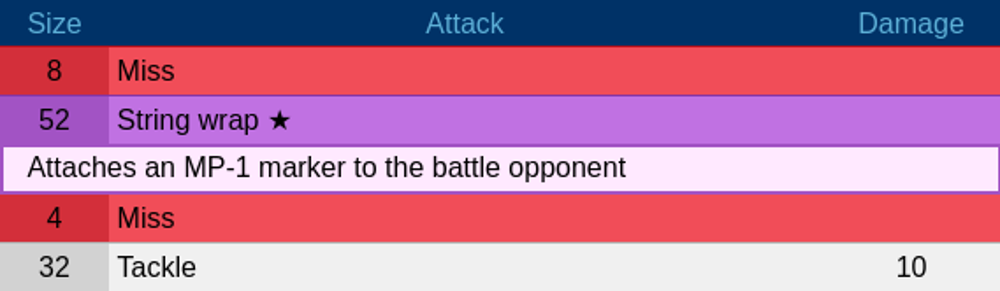 Size Attack Damage
8 Miss
52 String wrap ★
Attaches an MP-1 marker to the battle opponent
4 Miss
32 Tackle 10